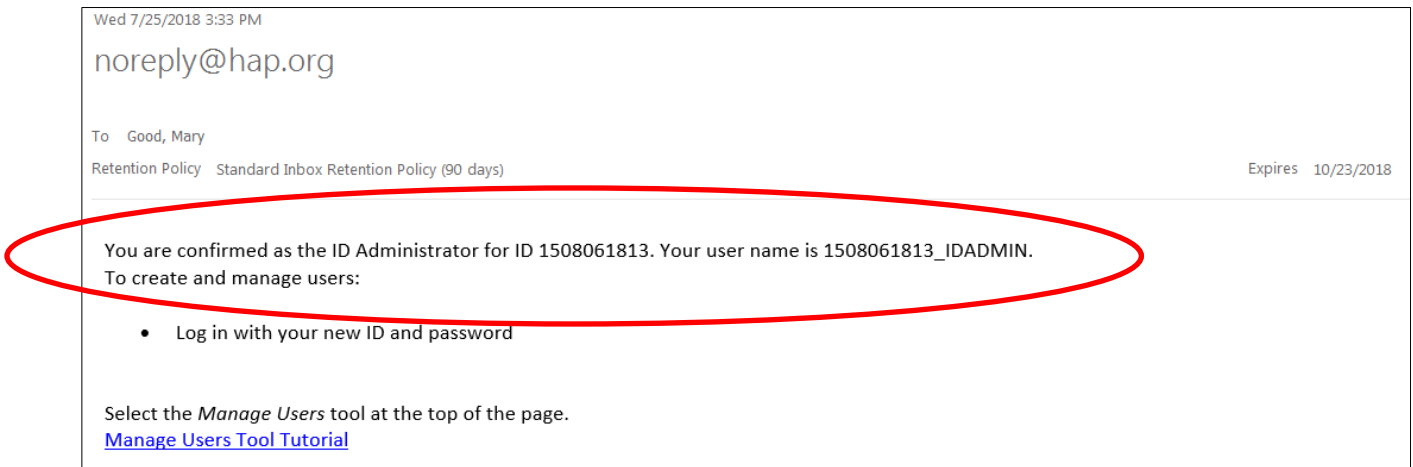 Wed 7/25/2018 3:33 PM
noreply@hap.org
To Good, Mary
Retention Policy Standard Inbox Retention Policy (90 days) Expires 10/23/2018
You are confirmed as the ID Administrator for ID 1508061813. Your user name is 1508061813_IDADMIN.
To create and manage users:
• Log in with your new ID and password
Select the Manage Users tool at the top of the page.
Manage Users Tool Tutorial